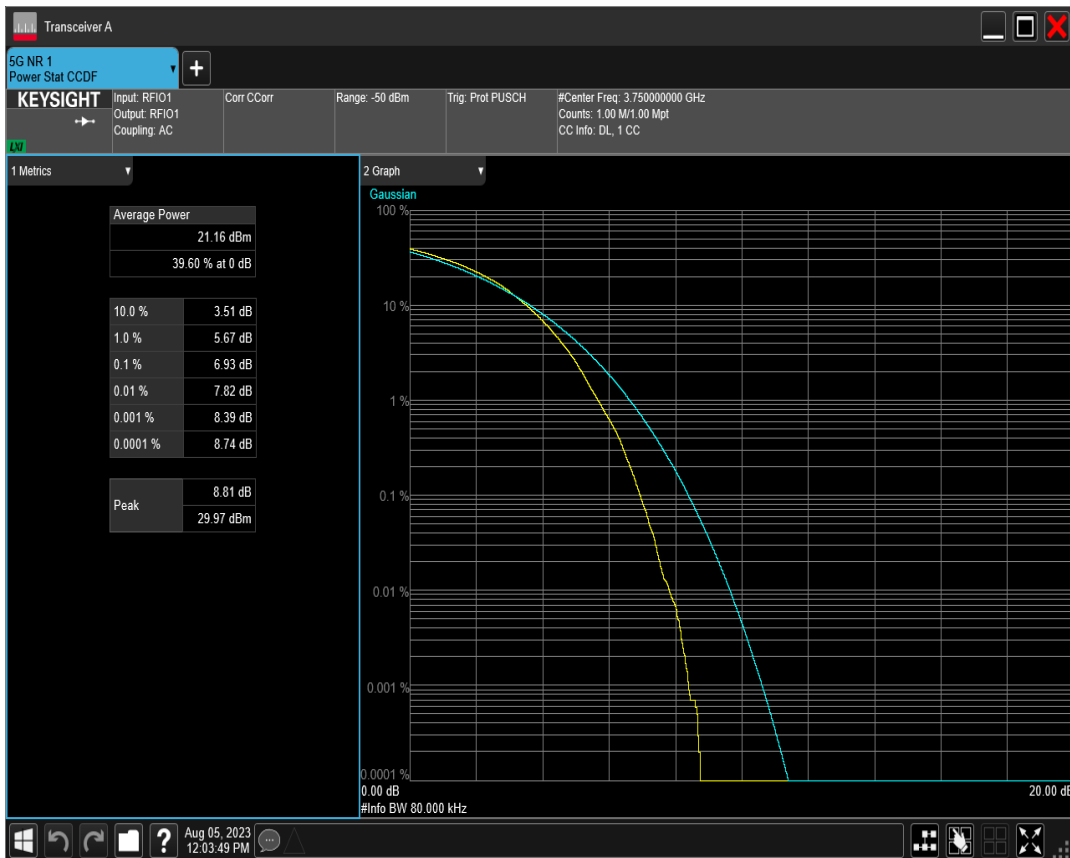 Transceiver A
5G NR 1
Power Stat CCDF
+
KEYSIGHT
LXI
Input: RFIO1
Output: RFIO1
Coupling: AC
Corr CCorr
Range: -50 dBm
Trig: Prot PUSCH
#Center Freq: 3.750000000 GHz
Counts: 1.00 M/1.00 Mpt
CC Info: DL, 1 CC
1 Metrics
Average Power
21.16 dBm
39.60 % at 0 dB
10.0 % 3.51 dB
1.0 % 5.67 dB
0.1 % 6.93 dB
0.01 % 7.82 dB
0.001 % 8.39 dB
0.0001 % 8.74 dB
Peak 8.81 dB
29.97 dBm
2 Graph
Gaussian
100 %
10 %
1 %
0.1 %
0.01 %
0.001 %
0.0001 %
0.00 dB 20.00 dB
#Info BW 80.000 kHz
?
Aug 05, 2023
12:03:49 PM